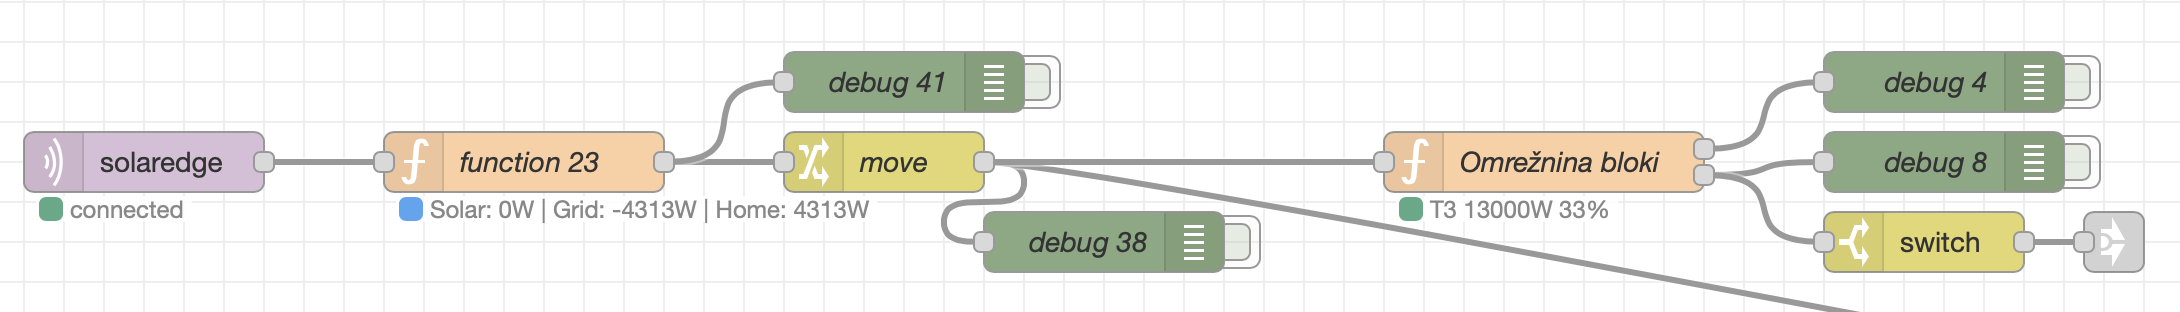 debug 41
debug 4
solaredge
function 23
move
Omrežnina bloki
debug 8
connected
Solar: 0W | Grid: -4313W | Home: 4313W
T3 13000W 33%
debug 38
switch